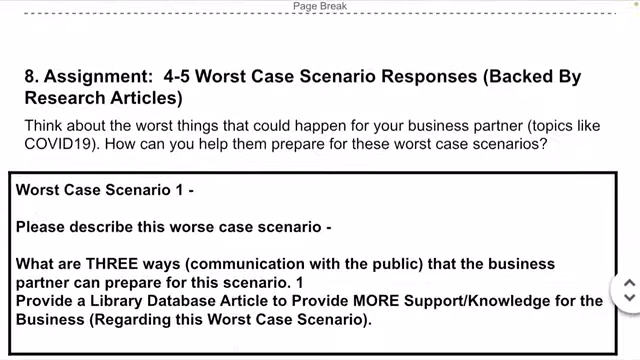 Page Break
8. Assignment:  4-5 Worst Case Scenario Responses (Backed By
Research Articles)
Think about the worst things that could happen for your business partner (topics like
COVID19). How can you help them prepare for these worst case scenarios?
Worst Case Scenario 1 -
Please describe this worse case scenario -
What are THREE ways (communication with the public) that the business
partner can prepare for this scenario. 1
Provide a Library Database Article to Provide MORE Support/Knowledge for the
Business (Regarding this Worst Case Scenario).